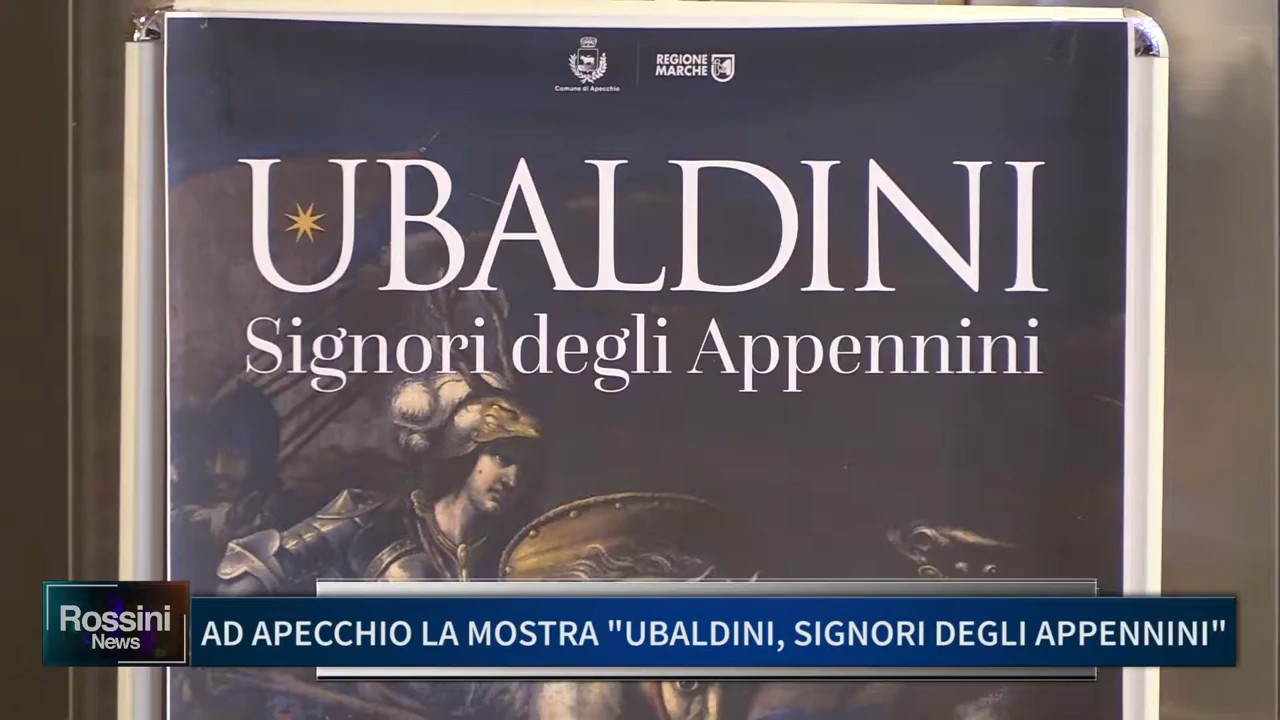 Comune di Apecchio
REGIONE
MARCHE
UBALDINI
Signori degli Appennini
Rossini
News
AD APECCHIO LA MOSTRA "UBALDINI, SIGNORI DEGLI APPENNINI"